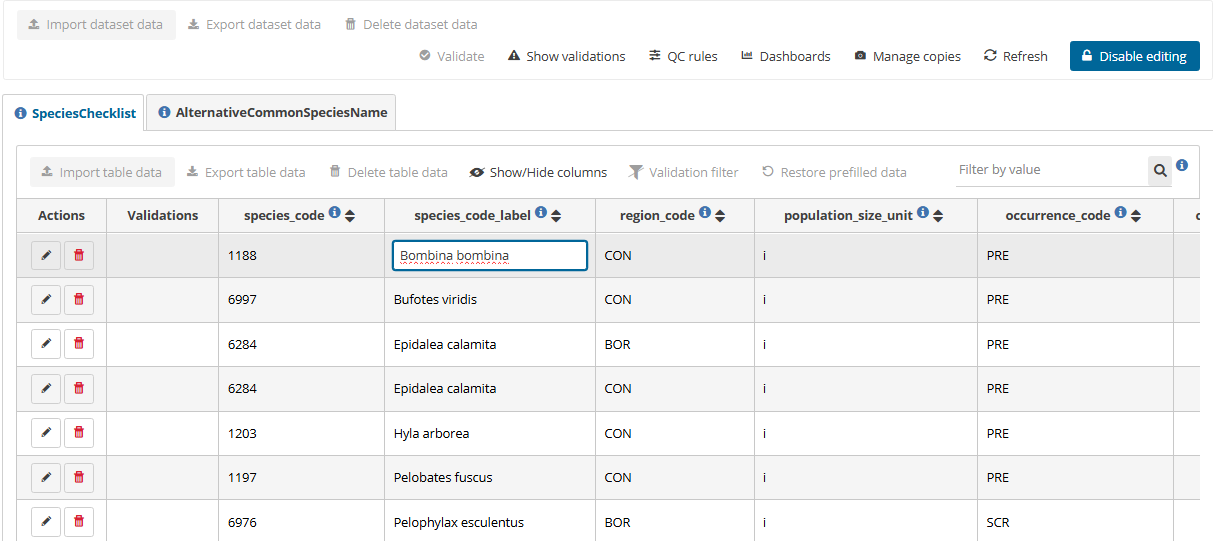 Import dataset data Export dataset data Delete dataset data
Validate Show validations QC rules Dashboards Manage copies Refresh Disable editing
SpeciesChecklist AlternativeCommonSpeciesName
Import table data Export table data Delete table data Show/Hide columns Validation filter Restore prefilled data Filter by value
Actions Validations species_code species_code_label region_code population_size_unit occurrence_code
1188 Bombina bombina CON i PRE
6997 Bufotes viridis CON i PRE
6284 Epidalea calamita BOR i PRE
6284 Epidalea calamita CON i PRE
1203 Hyla arborea CON i PRE
1197 Pelobates fuscus CON i PRE
6976 Pelophylax esculentus BOR i SCR